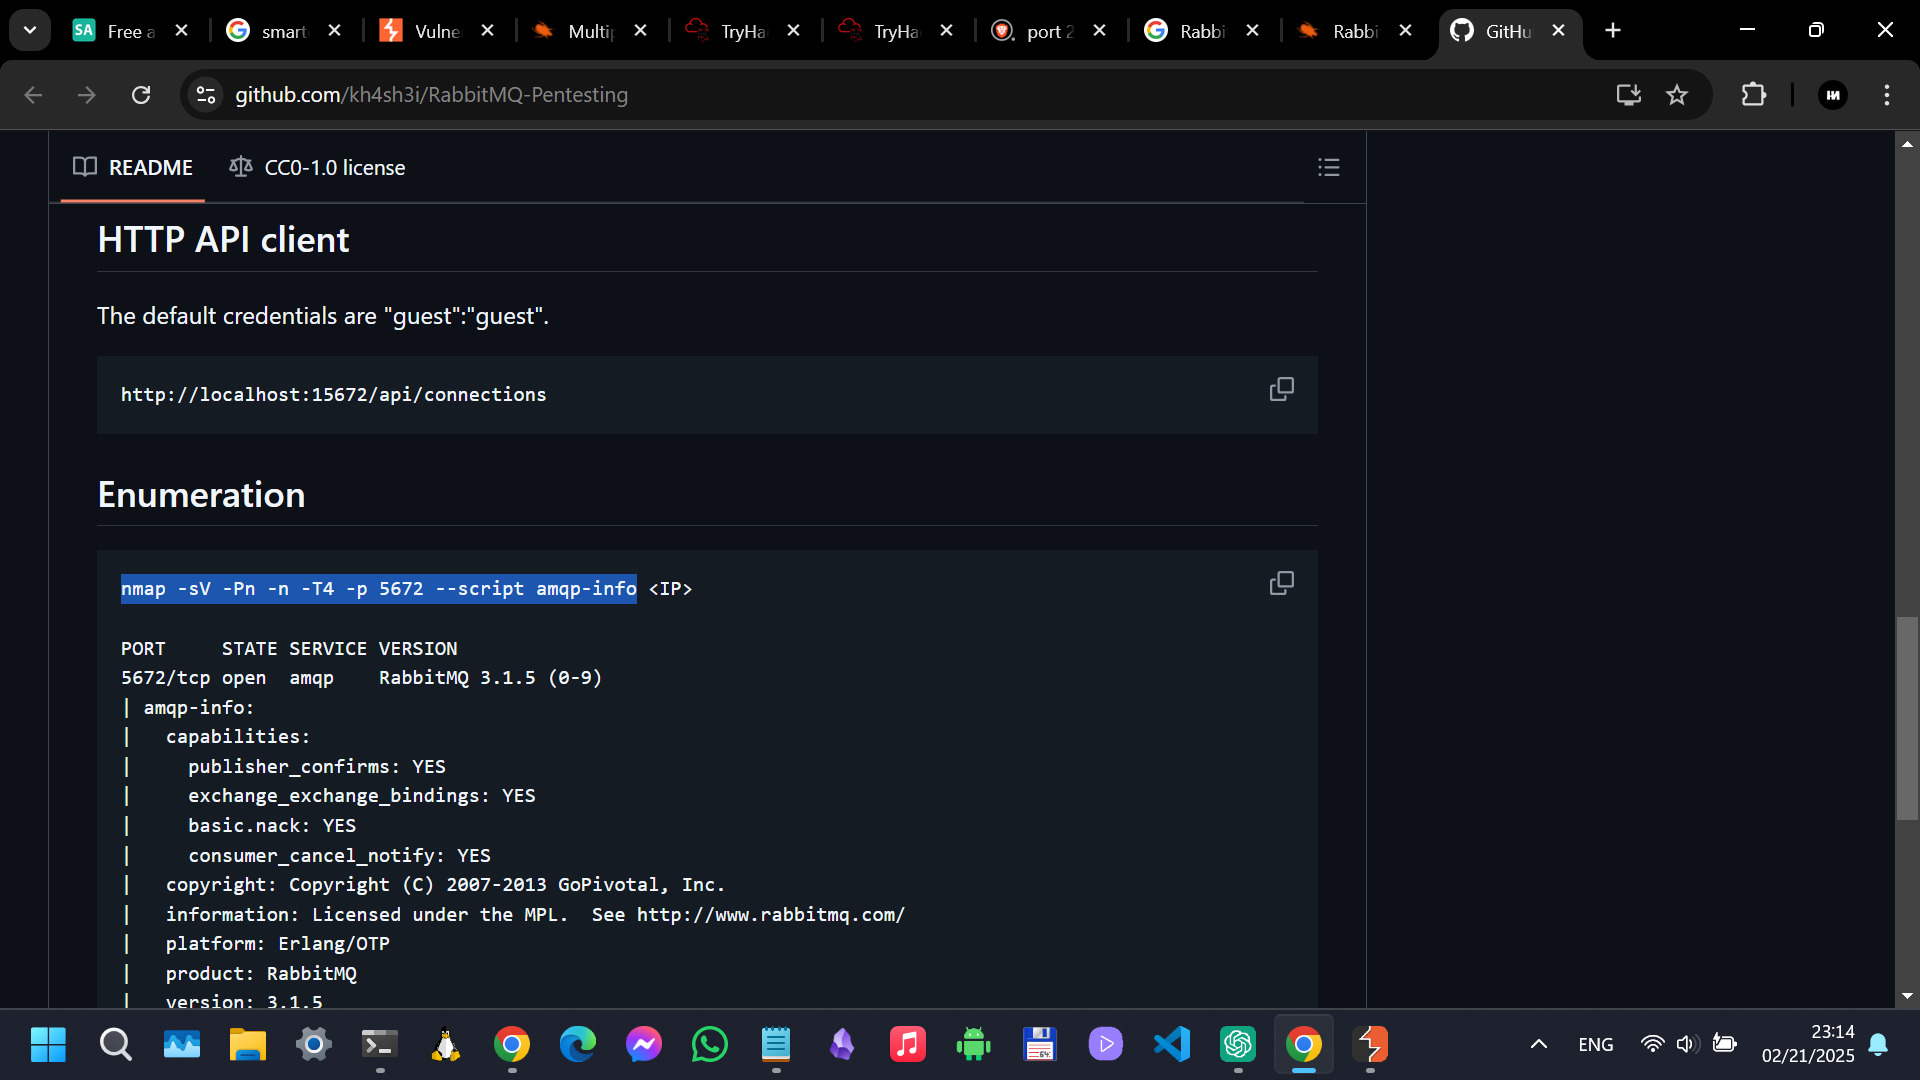 Free a
smart
Vulne
Multip
TryHa
TryHa
port 2
Rabbi
Rabbi
GitHu
github.com/kh4sh3i/RabbitMQ-Pentesting
README
CC0-1.0 license
HTTP API client
The default credentials are "guest":"guest".
http://localhost:15672/api/connections
Enumeration
nmap -sV -Pn -n -T4 -p 5672 --script amqp-info <IP>
PORT     STATE SERVICE VERSION
5672/tcp open  amqp    RabbitMQ 3.1.5 (0-9)
| amqp-info:
|   capabilities:
|     publisher_confirms: YES
|     exchange_exchange_bindings: YES
|     basic.nack: YES
|     consumer_cancel_notify: YES
|   copyright: Copyright (C) 2007-2013 GoPivotal, Inc.
|   information: Licensed under the MPL.  See http://www.rabbitmq.com/
|   platform: Erlang/OTP
|   product: RabbitMQ
|   version: 3.1.5
ENG
23:14
02/21/2025